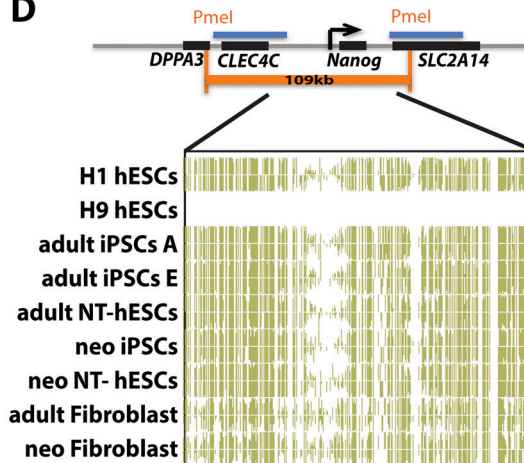 D
PmeI PmeI
DPPA3 CLEC4C Nanog SLC2A14
109kb
H1 hESCs
H9 hESCs
adult iPSCs A
adult iPSCs E
adult NT-hESCs
neo iPSCs
neo NT- hESCs
adult Fibroblast
neo Fibroblast